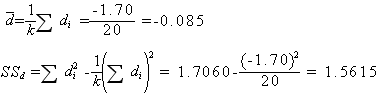 d̄=1/k∑ dᵢ=-1.70/20=-0.085
SS_d=∑ dᵢ²-1/k(∑ dᵢ)²=1.7060-(-1.70)²/20=1.5615